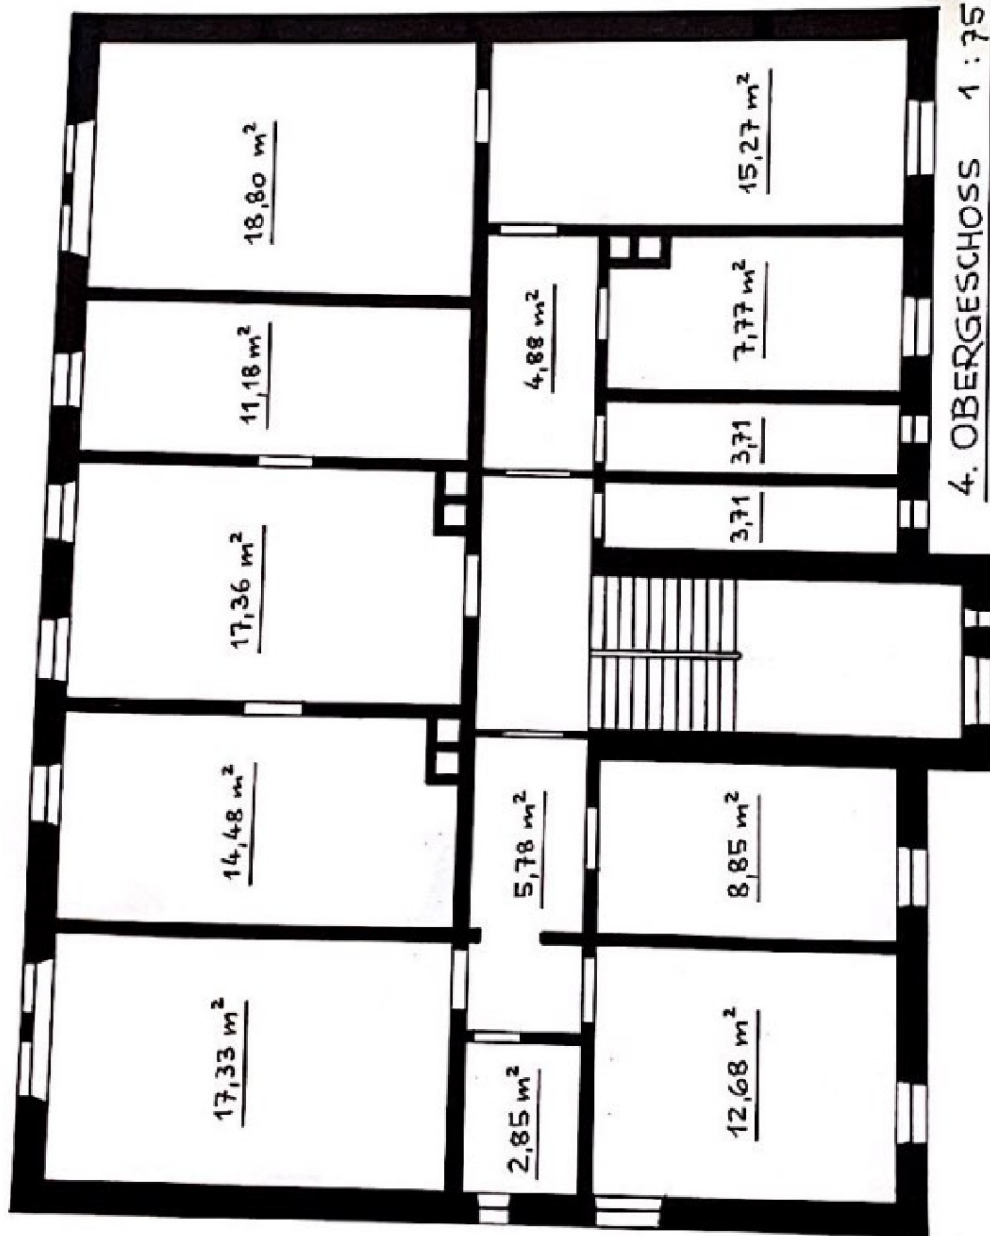 17,33 m²
14,48 m²
17,36 m²
11,18 m²
18,80 m²
2,85 m²
5,78 m²
4,88 m²
12,68 m²
8,85 m²
3,71
3,71
7,77 m²
15,27 m²
4. OBERGESCHOSS 1 : 75